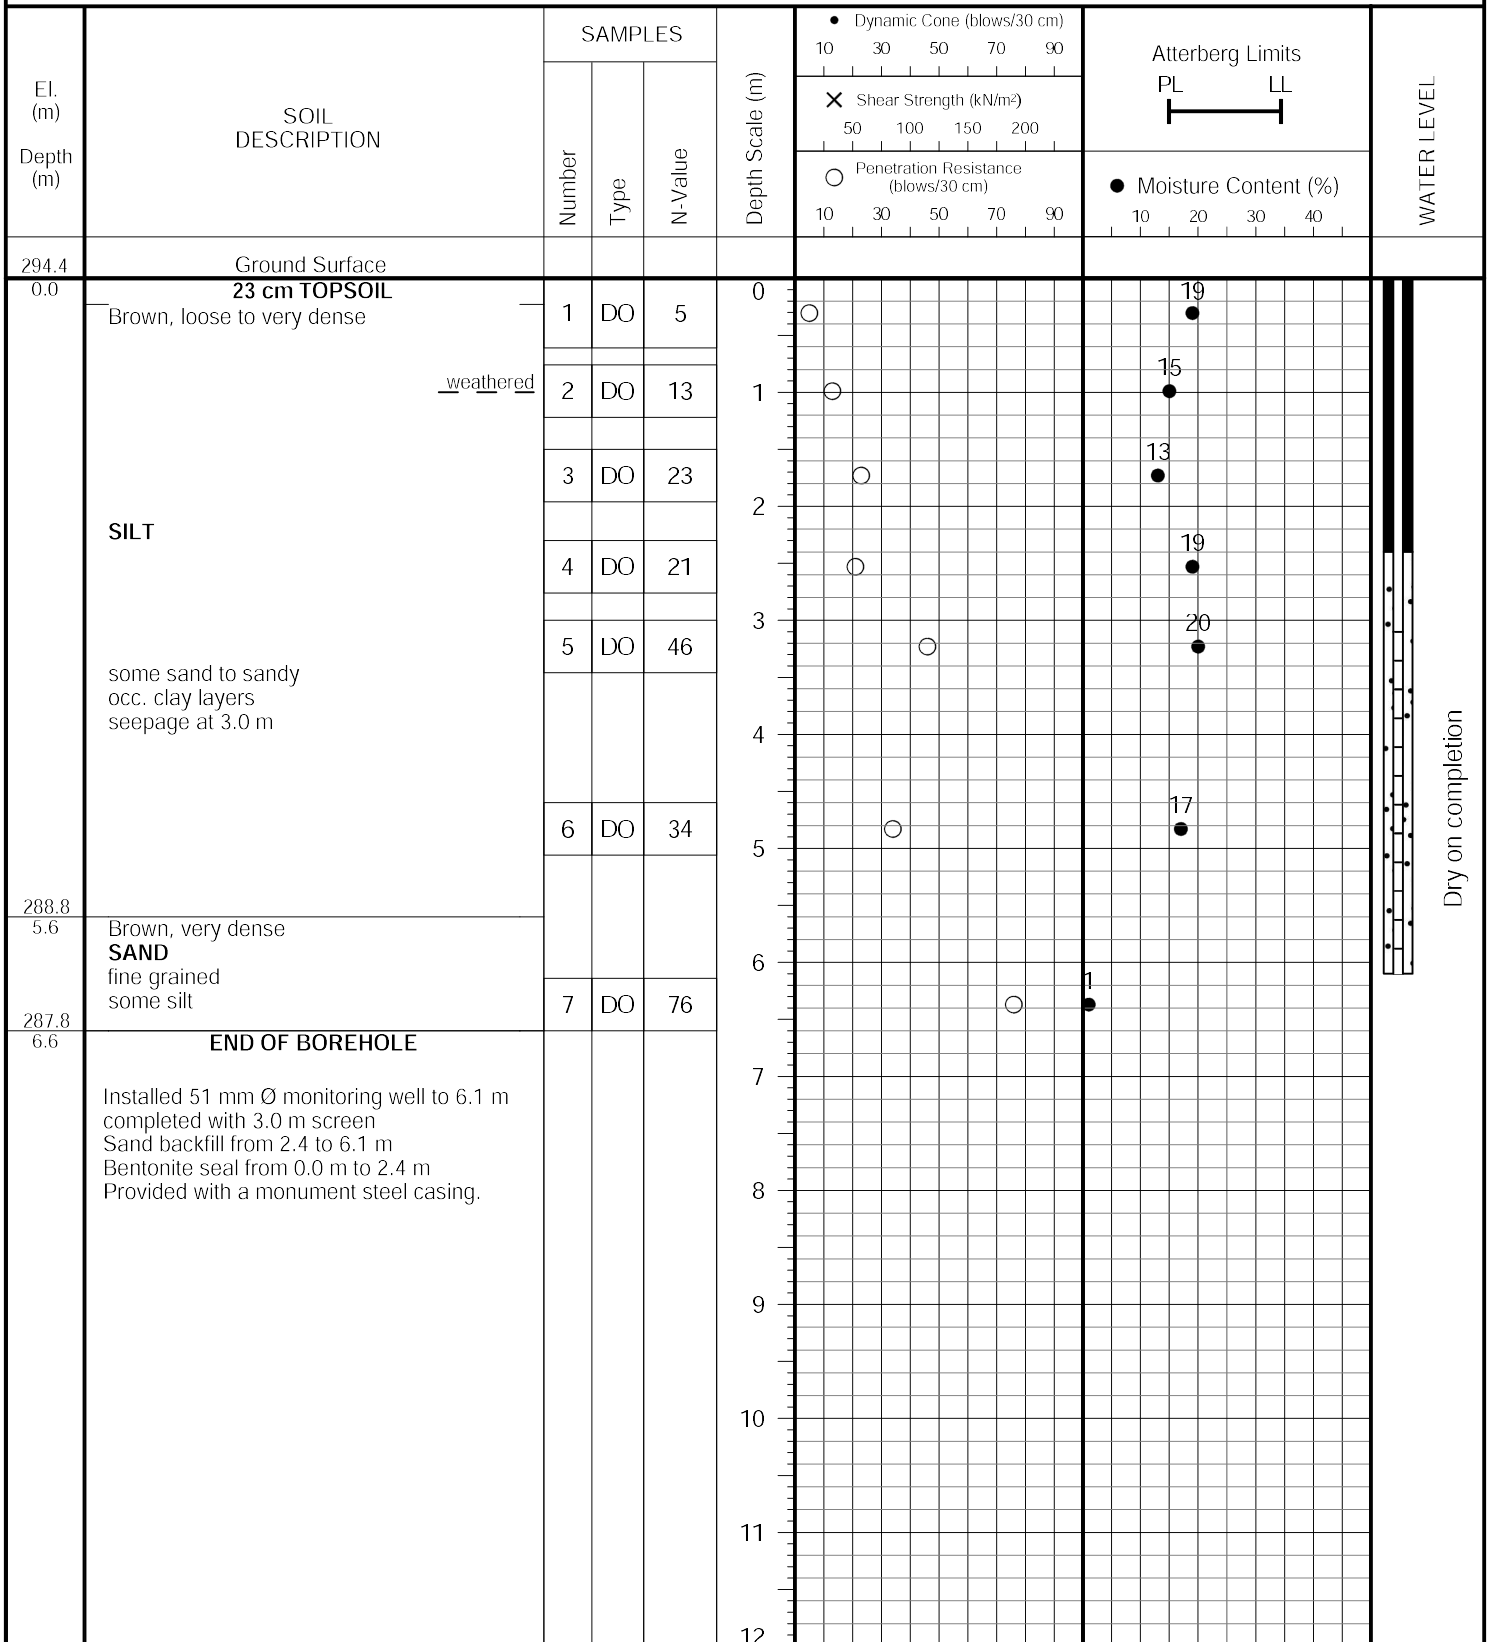 El.
(m)
Depth
(m)
SOIL
DESCRIPTION
SAMPLES
Number
Type
N-Value
Depth Scale (m)
Dynamic Cone (blows/30 cm)
10 30 50 70 90
Shear Strength (kN/m²)
50 100 150 200
Penetration Resistance
(blows/30 cm)
10 30 50 70 90
Atterberg Limits
PL LL
Moisture Content (%)
10 20 30 40
WATER LEVEL
294.4 Ground Surface
0.0 23 cm TOPSOIL 0
Brown, loose to very dense 1 DO 5 19
weathered 2 DO 13 1 15
3 DO 23 13
2
SILT
4 DO 21 19
3
5 DO 46 20
some sand to sandy
occ. clay layers
seepage at 3.0 m
4
Dry on completion
6 DO 34 17
5
288.8
5.6 Brown, very dense
SAND 6
fine grained
some silt 7 DO 76 1
287.8
6.6 END OF BOREHOLE
7
Installed 51 mm Ø monitoring well to 6.1 m
completed with 3.0 m screen
Sand backfill from 2.4 to 6.1 m
Bentonite seal from 0.0 m to 2.4 m
Provided with a monument steel casing.
8
9
10
11
12